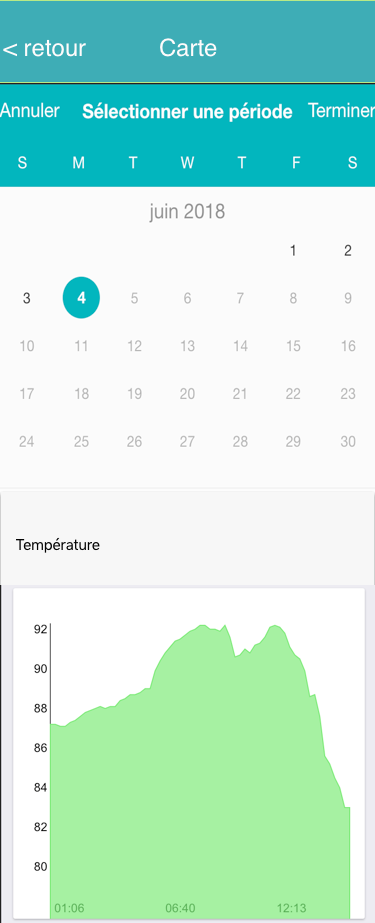 < retour Carte
Annuler Sélectionner une période Terminer
S M T W T F S
juin 2018
1 2
3 4 5 6 7 8 9
10 11 12 13 14 15 16
17 18 19 20 21 22 23
24 25 26 27 28 29 30
Température
92
90
88
86
84
82
80
01:06 06:40 12:13